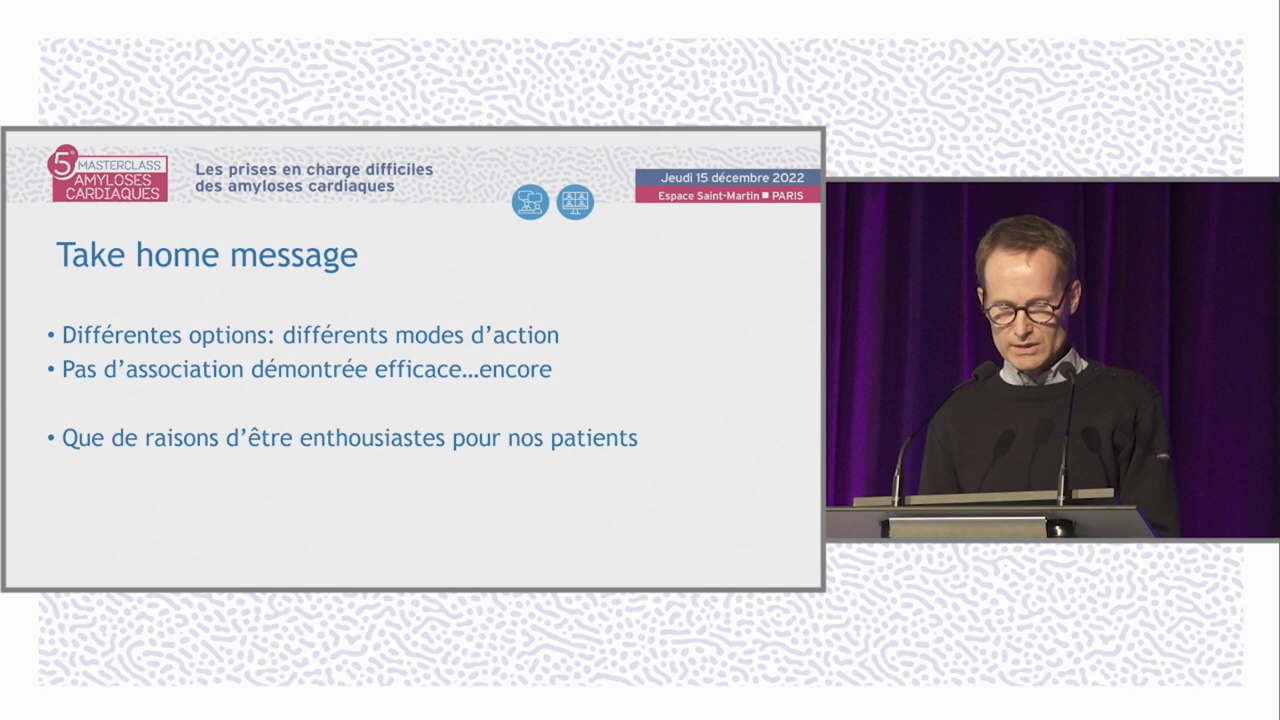 5e MASTERCLASS
AMYLOSES
CARDIAQUES
Les prises en charge difficiles
des amyloses cardiaques
Jeudi 15 décembre 2022
Espace Saint-Martin ■ PARIS
Take home message
• Différentes options: différents modes d’action
• Pas d’association démontrée efficace…encore
• Que de raisons d’être enthousiastes pour nos patients